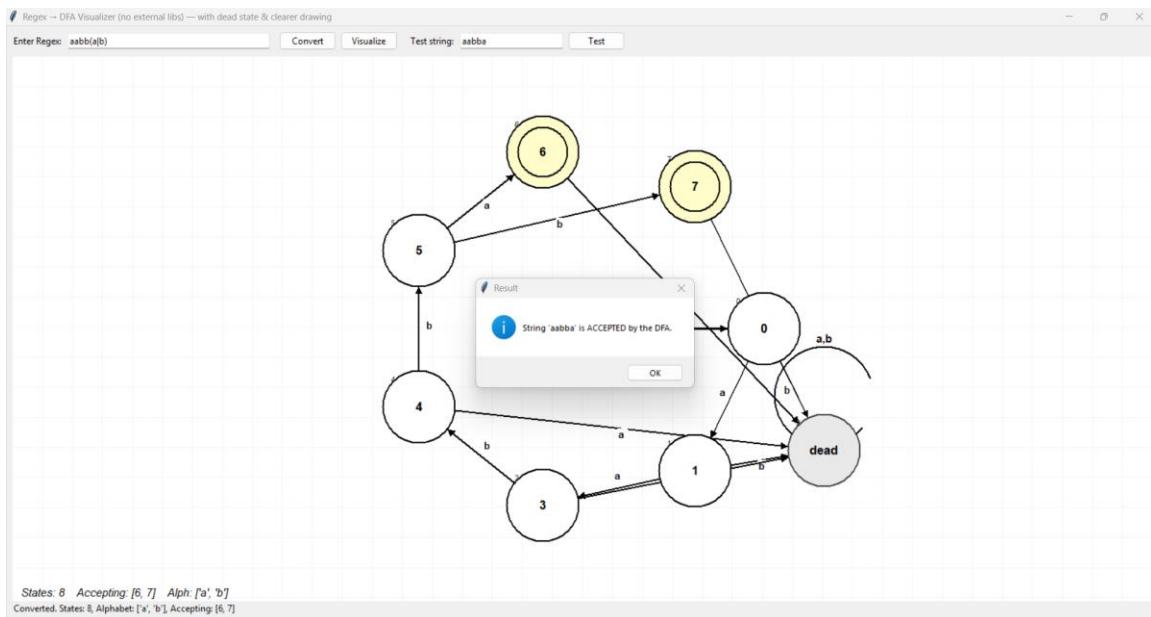 Regex → DFA Visualizer (no external libs) — with dead state & clearer drawing
Enter Regex: aabb(a|b) Convert Visualize Test string: aabba Test
6
7
a
b
5
Result
String 'aabba' is ACCEPTED by the DFA.
OK
0
b
a,b
a
b
4
a
dead
b
1
b
a
3
States: 8 Accepting: [6, 7] Alph: ['a', 'b']
Converted. States: 8, Alphabet: ['a', 'b'], Accepting: [6, 7]